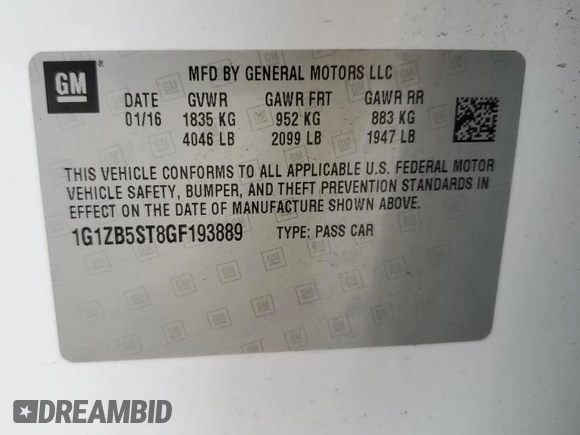 GM
MFD BY GENERAL MOTORS LLC
DATE GVWR GAWR FRT GAWR RR
01/16 1835 KG 952 KG 883 KG
4046 LB 2099 LB 1947 LB
THIS VEHICLE CONFORMS TO ALL APPLICABLE U.S. FEDERAL MOTOR
VEHICLE SAFETY, BUMPER, AND THEFT PREVENTION STANDARDS IN
EFFECT ON THE DATE OF MANUFACTURE SHOWN ABOVE.
1G1ZB5ST8GF193889 TYPE: PASS CAR
DREAMBID